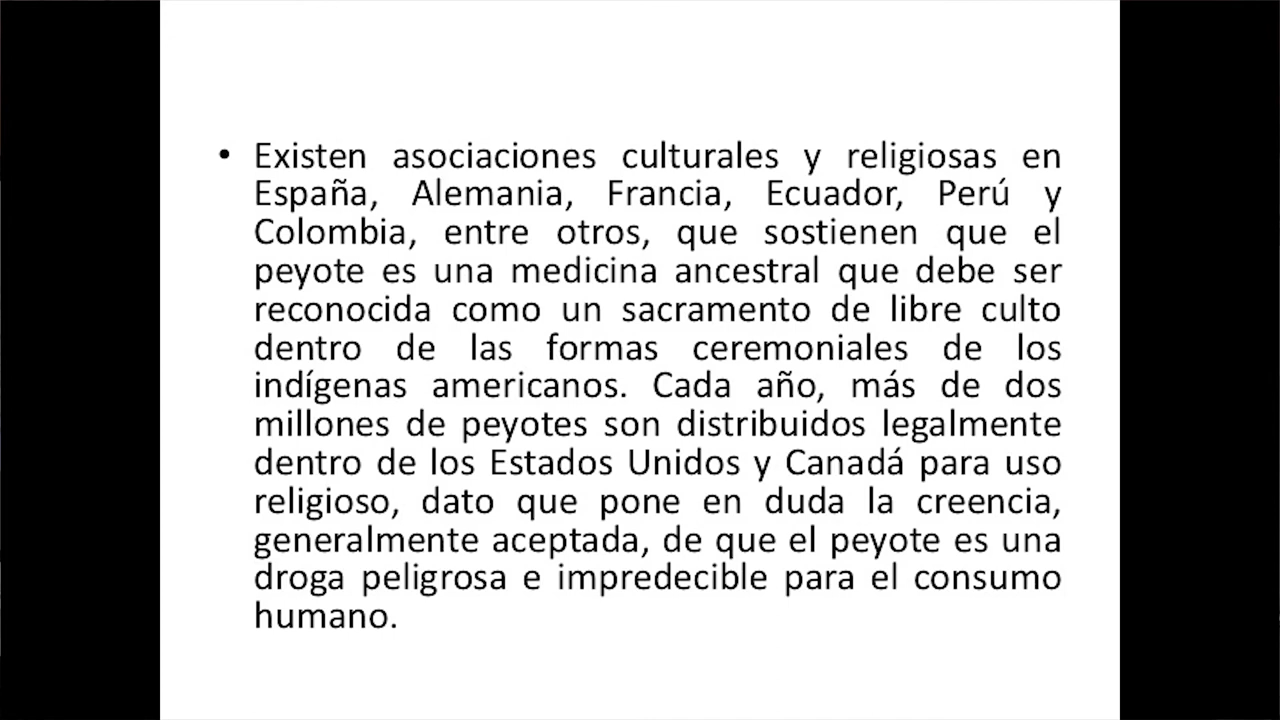 • Existen asociaciones culturales y religiosas en
España, Alemania, Francia, Ecuador, Perú y
Colombia, entre otros, que sostienen que el
peyote es una medicina ancestral que debe ser
reconocida como un sacramento de libre culto
dentro de las formas ceremoniales de los
indígenas americanos. Cada año, más de dos
millones de peyotes son distribuidos legalmente
dentro de los Estados Unidos y Canadá para uso
religioso, dato que pone en duda la creencia,
generalmente aceptada, de que el peyote es una
droga peligrosa e impredecible para el consumo
humano.